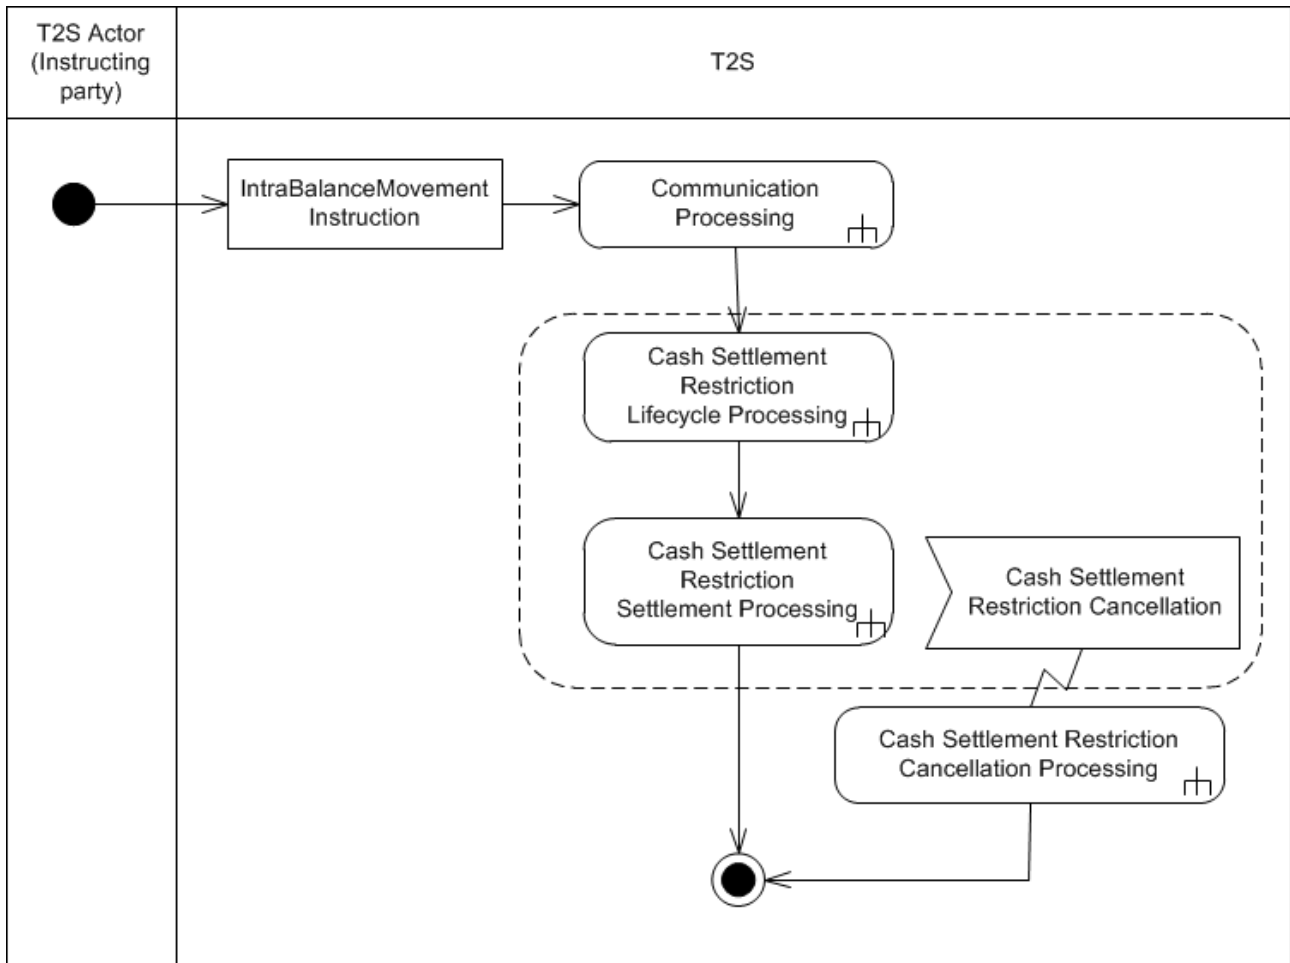 T2S Actor
(Instructing
party)
T2S
IntraBalanceMovement
Instruction
Communication
Processing
Cash Settlement
Restriction
Lifecycle Processing
Cash Settlement
Restriction
Settlement Processing
Cash Settlement
Restriction Cancellation
Cash Settlement Restriction
Cancellation Processing